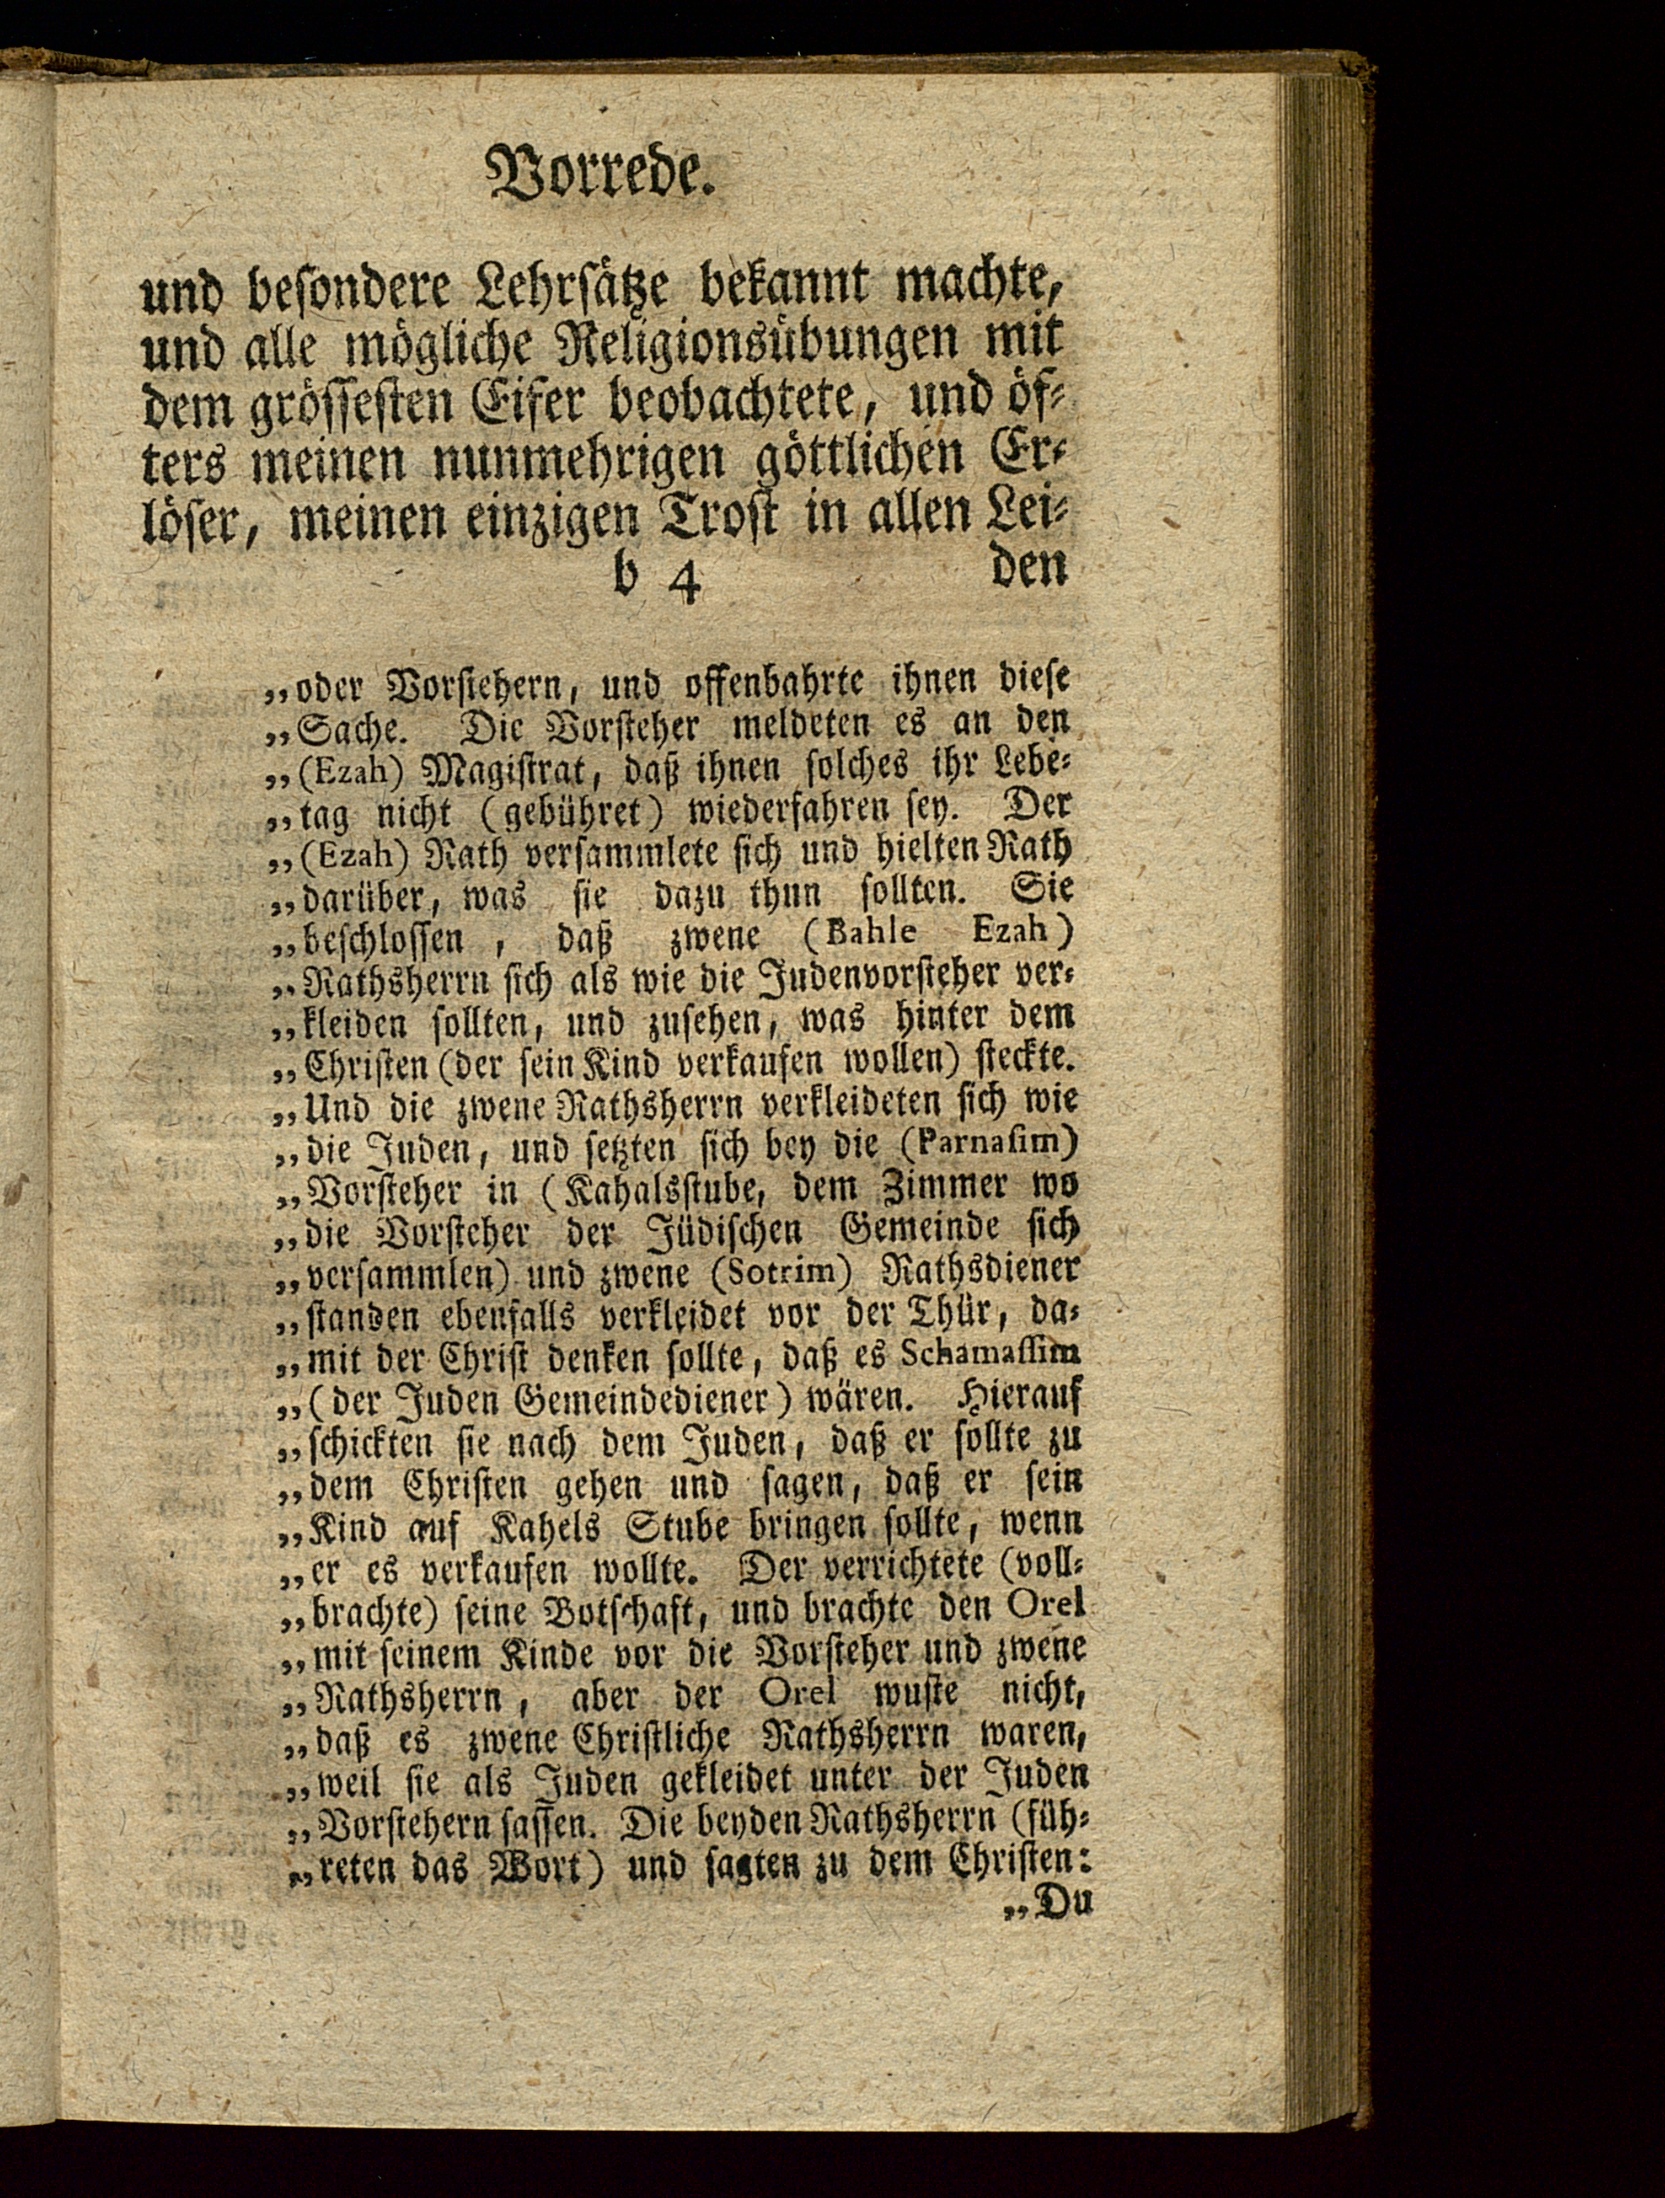 Vorrede.
und besondere Lehrsätze bekannt machte,
und alle mögliche Religionsübungen mit
dem grössesten Eifer beobachtete, und öf-
ters meinen nunmehrigen göttlichen Er-
löser, meinen einzigen Trost in allen Lei-
b 4 den
„oder Vorstehern, und offenbahrte ihnen diese
„Sache. Die Vorsteher meldeten es an den
„(Ezah) Magistrat, daß ihnen solches ihr Lebe-
„tag nicht (gebühret) wiederfahren sey. Der
„(Ezah) Rath versammlete sich und hielten Rath
„darüber, was sie dazu thun sollten. Sie
„beschlossen, daß zwene (Bahle Ezah)
„Rathsherrn sich als wie die Judenvorsteher ver-
„kleiden sollten, und zusehen, was hinter dem
„Christen (der sein Kind verkaufen wollen) steckte.
„Und die zwene Rathsherrn verkleideten sich wie
„die Juden, und setzten sich bey die (Parnasim)
„Vorsteher in (Kahalsstube, dem Zimmer wo
„die Vorsteher der Jüdischen Gemeinde sich
„versammlen) und zwene (Sotrim) Rathsdiener
„standen ebenfalls verkleidet vor der Thür, da-
„mit der Christ denken sollte, daß es Schamassim
„(der Juden Gemeindediener) wären. Hierauf
„schickten sie nach dem Juden, daß er sollte zu
„dem Christen gehen und sagen, daß er sein
„Kind auf Kahels Stube bringen sollte, wenn
„er es verkaufen wollte. Der verrichtete (voll-
„brachte) seine Botschaft, und brachte den Orel
„mit seinem Kinde vor die Vorsteher und zwene
„Rathsherrn, aber der Orel wuste nicht,
„daß es zwene Christliche Rathsherrn waren,
„weil sie als Juden gekleidet unter der Juden
„Vorstehern sassen. Die beyden Rathsherrn (füh-
„reten das Wort) und sagten zu dem Christen:
„Du